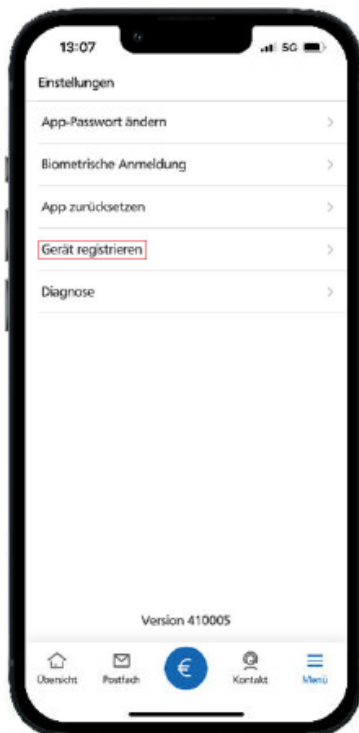 13:07 5G
Einstellungen
App-Passwort ändern
Biometrische Anmeldung
App zurücksetzen
Gerät registrieren
Diagnose
Version 410005
€
Übersicht Postfach Kontakt Menü